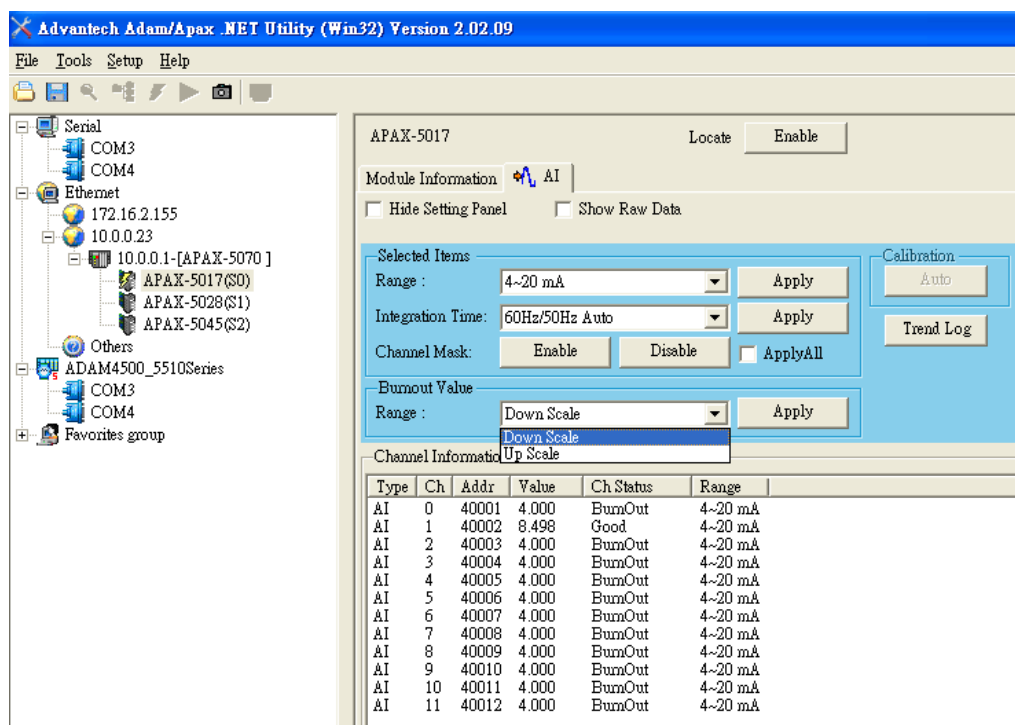 Advantech Adam/Apax .NET Utility (Win32) Version 2.02.09
File Tools Setup Help
Serial
COM3
COM4
Ethernet
172.16.2.155
10.0.0.23
10.0.0.1-[APAX-5070 ]
APAX-5017(S0)
APAX-5028(S1)
APAX-5045(S2)
Others
ADAM4500_5510Series
COM3
COM4
Favorites group
APAX-5017 Locate Enable
Module Information AI
Hide Setting Panel Show Raw Data
Selected Items
Range : 4~20 mA Apply
Integration Time: 60Hz/50Hz Auto Apply
Channel Mask: Enable Disable ApplyAll
Calibration
Auto
Trend Log
Burnout Value
Range : Down Scale Apply
Down Scale
Up Scale
Channel Informatio
Type Ch Addr Value Ch Status Range
AI 0 40001 4.000 BurnOut 4~20 mA
AI 1 40002 8.498 Good 4~20 mA
AI 2 40003 4.000 BurnOut 4~20 mA
AI 3 40004 4.000 BurnOut 4~20 mA
AI 4 40005 4.000 BurnOut 4~20 mA
AI 5 40006 4.000 BurnOut 4~20 mA
AI 6 40007 4.000 BurnOut 4~20 mA
AI 7 40008 4.000 BurnOut 4~20 mA
AI 8 40009 4.000 BurnOut 4~20 mA
AI 9 40010 4.000 BurnOut 4~20 mA
AI 10 40011 4.000 BurnOut 4~20 mA
AI 11 40012 4.000 BurnOut 4~20 mA